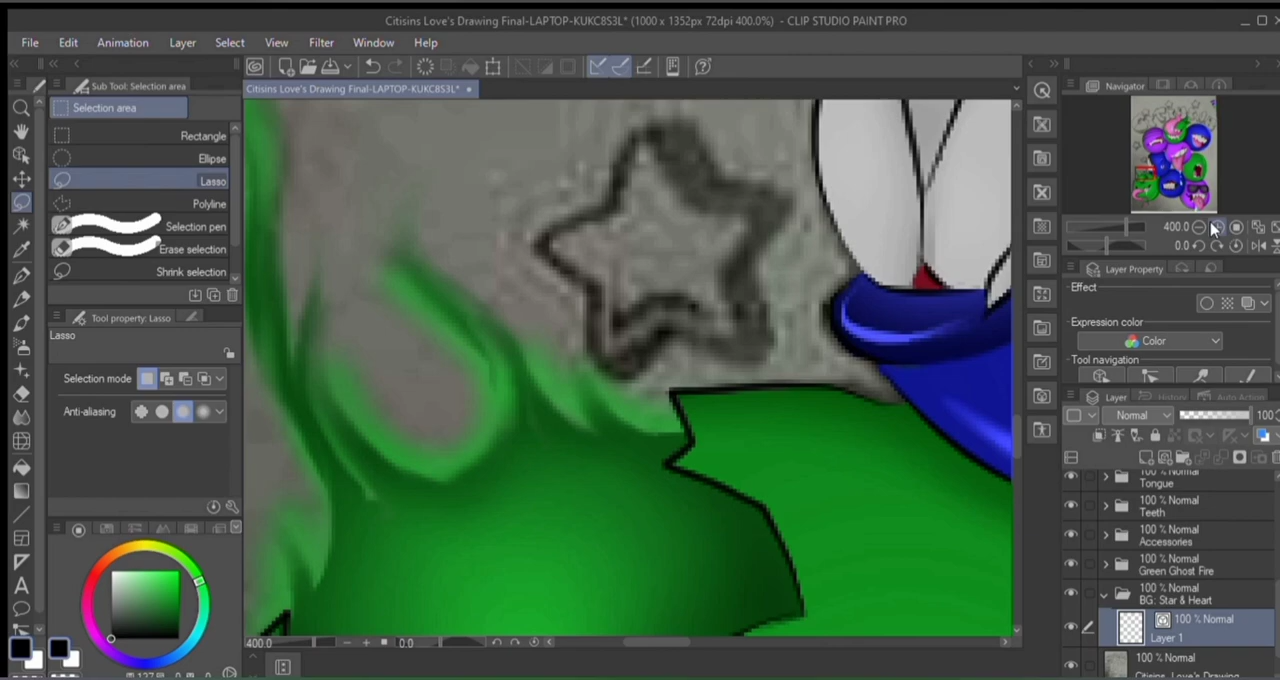 Citisins Love's Drawing Final-LAPTOP-KUKC8S3L* (1000 x 1352px 72dpi 400.0%) - CLIP STUDIO PAINT PRO
File Edit Animation Layer Select View Filter Window Help
Sub Tool: Selection area
Citisins Love's Drawing Final-LAPTOP-KUKC8S3L*
Navigator
Selection area
Rectangle
Ellipse
Lasso
Polyline
Selection pen
Erase selection
Shrink selection
Tool property: Lasso
Lasso
Selection mode
Anti-aliasing
400.0
0.0
400.0
0.0
Layer Property
Effect
Expression color
Color
Tool navigation
Layer History Auto Action
Normal 100
100 % Normal
Tongue
100 % Normal
Teeth
100 % Normal
Accessories
100 % Normal
Green Ghost Fire
100 % Normal
BG: Star & Heart
100 % Normal
Layer 1
100 % Normal